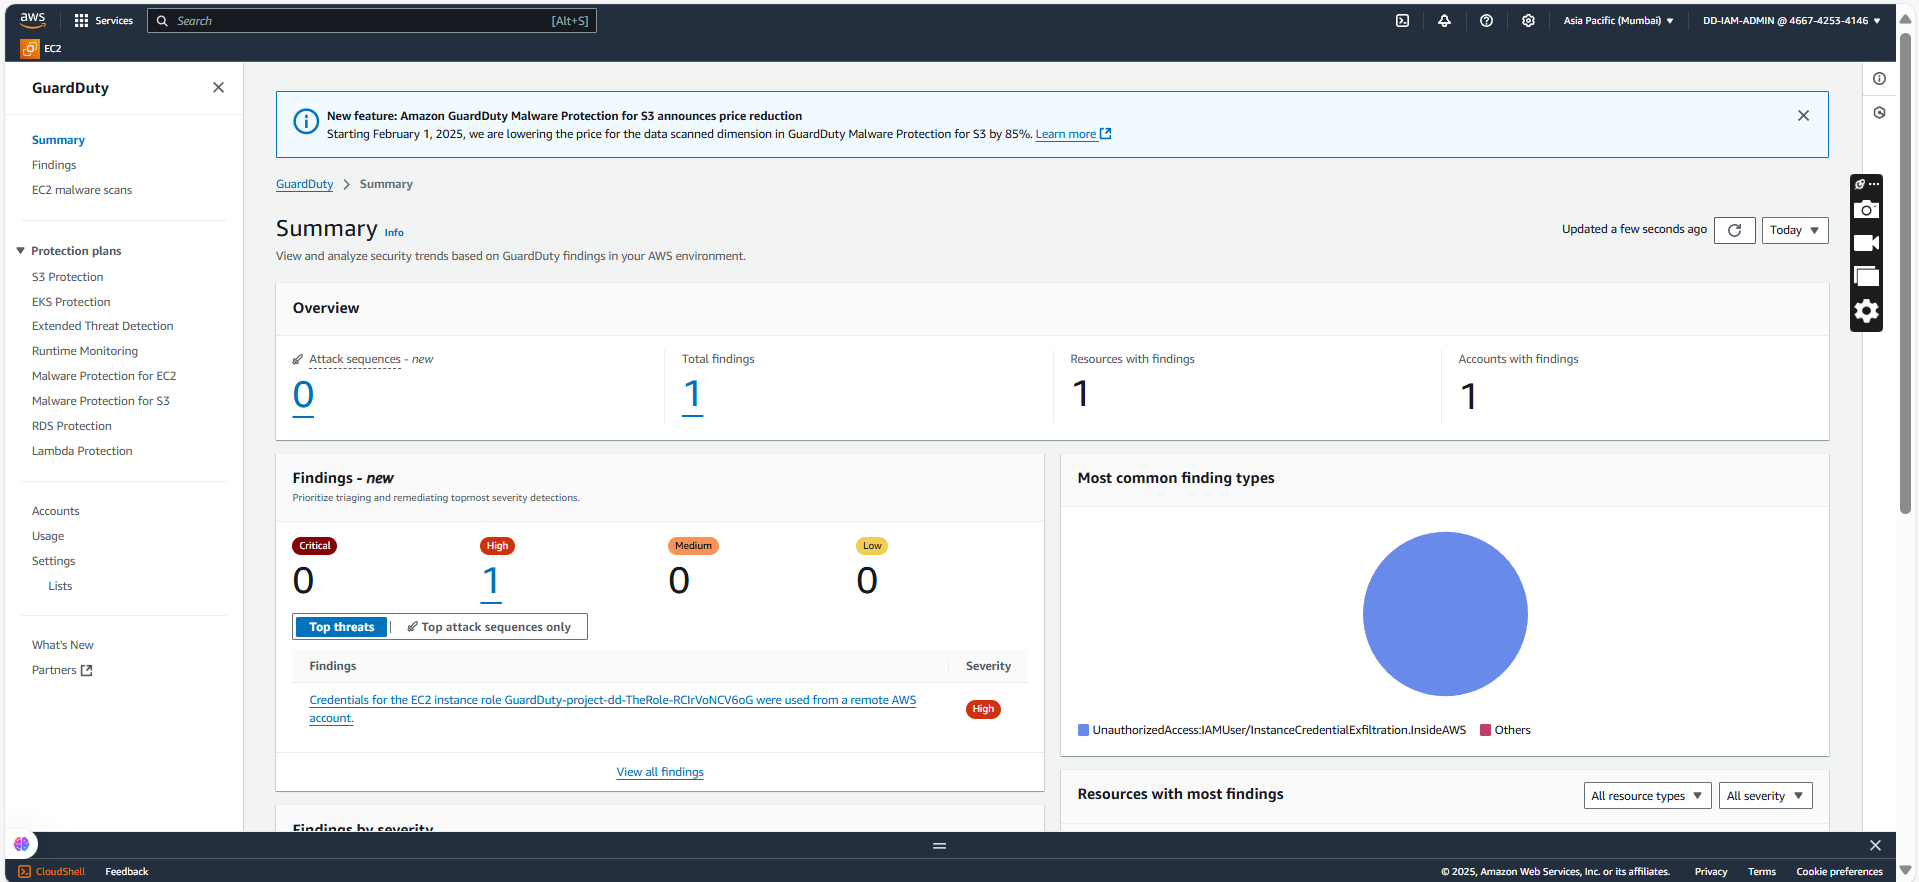 aws
Services
Search
[Alt+S]
Asia Pacific (Mumbai)
DD-IAM-ADMIN @ 4667-4253-4146
EC2
GuardDuty
Summary
Findings
EC2 malware scans
Protection plans
S3 Protection
EKS Protection
Extended Threat Detection
Runtime Monitoring
Malware Protection for EC2
Malware Protection for S3
RDS Protection
Lambda Protection
Accounts
Usage
Settings
Lists
What's New
Partners
New feature: Amazon GuardDuty Malware Protection for S3 announces price reduction
Starting February 1, 2025, we are lowering the price for the data scanned dimension in GuardDuty Malware Protection for S3 by 85%. Learn more
GuardDuty > Summary
Summary Info
Updated a few seconds ago
Today
View and analyze security trends based on GuardDuty findings in your AWS environment.
Overview
Attack sequences - new
0
Total findings
1
Resources with findings
1
Accounts with findings
1
Findings - new
Prioritize triaging and remediating topmost severity detections.
Critical
0
High
1
Medium
0
Low
0
Top threats
Top attack sequences only
Findings
Severity
Credentials for the EC2 instance role GuardDuty-project-dd-TheRole-RCIrVoNCV6oG were used from a remote AWS
account.
High
View all findings
Most common finding types
UnauthorizedAccess:IAMUser/InstanceCredentialExfiltration.InsideAWS
Others
Findings by severity
Resources with most findings
All resource types
All severity
CloudShell
Feedback
© 2025, Amazon Web Services, Inc. or its affiliates.
Privacy
Terms
Cookie preferences